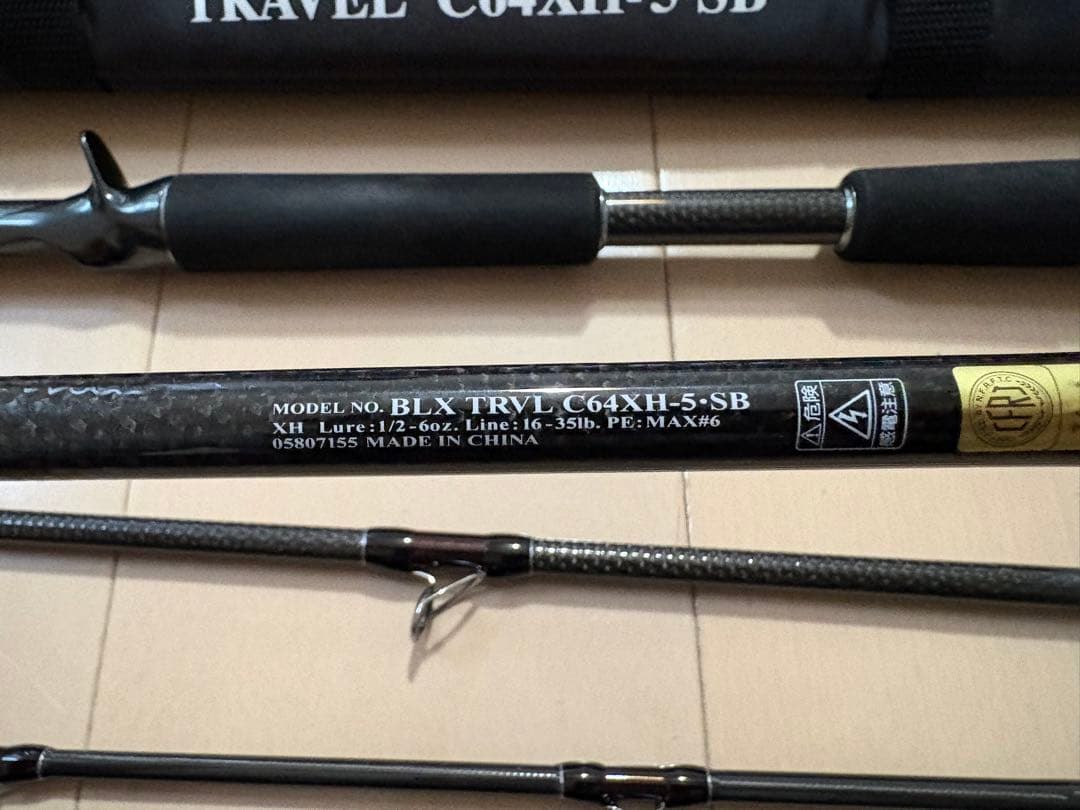 TRAVEL C64XH-5 SB
MODEL NO. BLX TRVL C64XH-5・SB
XH Lure:1/2-6oz. Line:16-35lb. PE:MAX#6
05807155 MADE IN CHINA
⚠危険
感電注意
CFRT